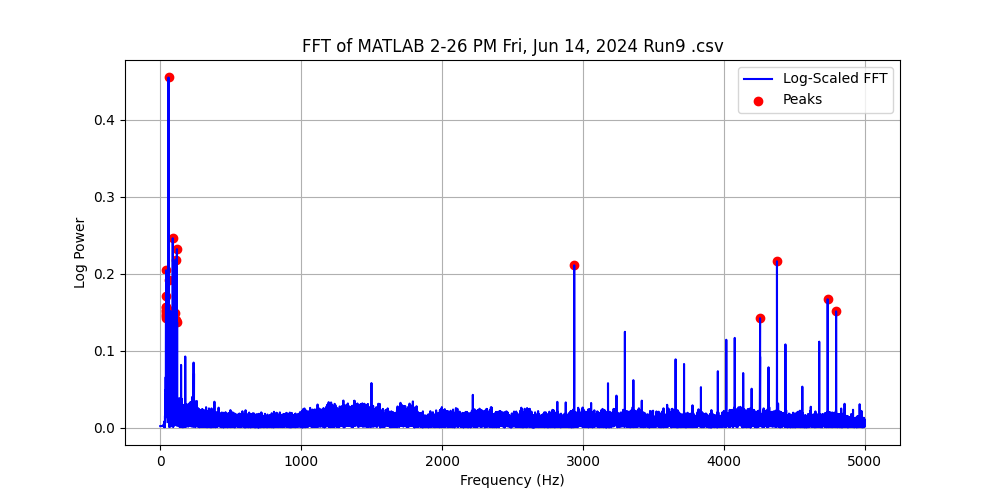 FFT of MATLAB 2-26 PM Fri, Jun 14, 2024 Run9 .csv
Log-Scaled FFT
Peaks
Log Power
0.4
0.3
0.2
0.1
0.0
0 1000 2000 3000 4000 5000
Frequency (Hz)